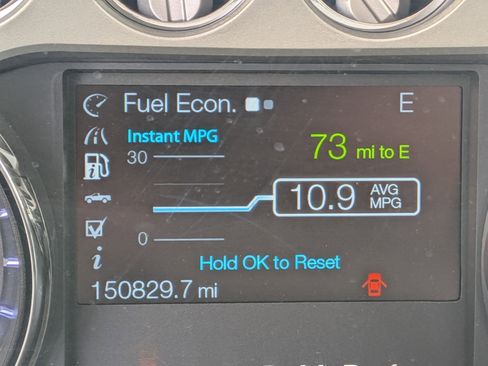 Fuel Econ. E
Instant MPG
30
73 mi to E
10.9 AVG MPG
0
Hold OK to Reset
i
150829.7 mi